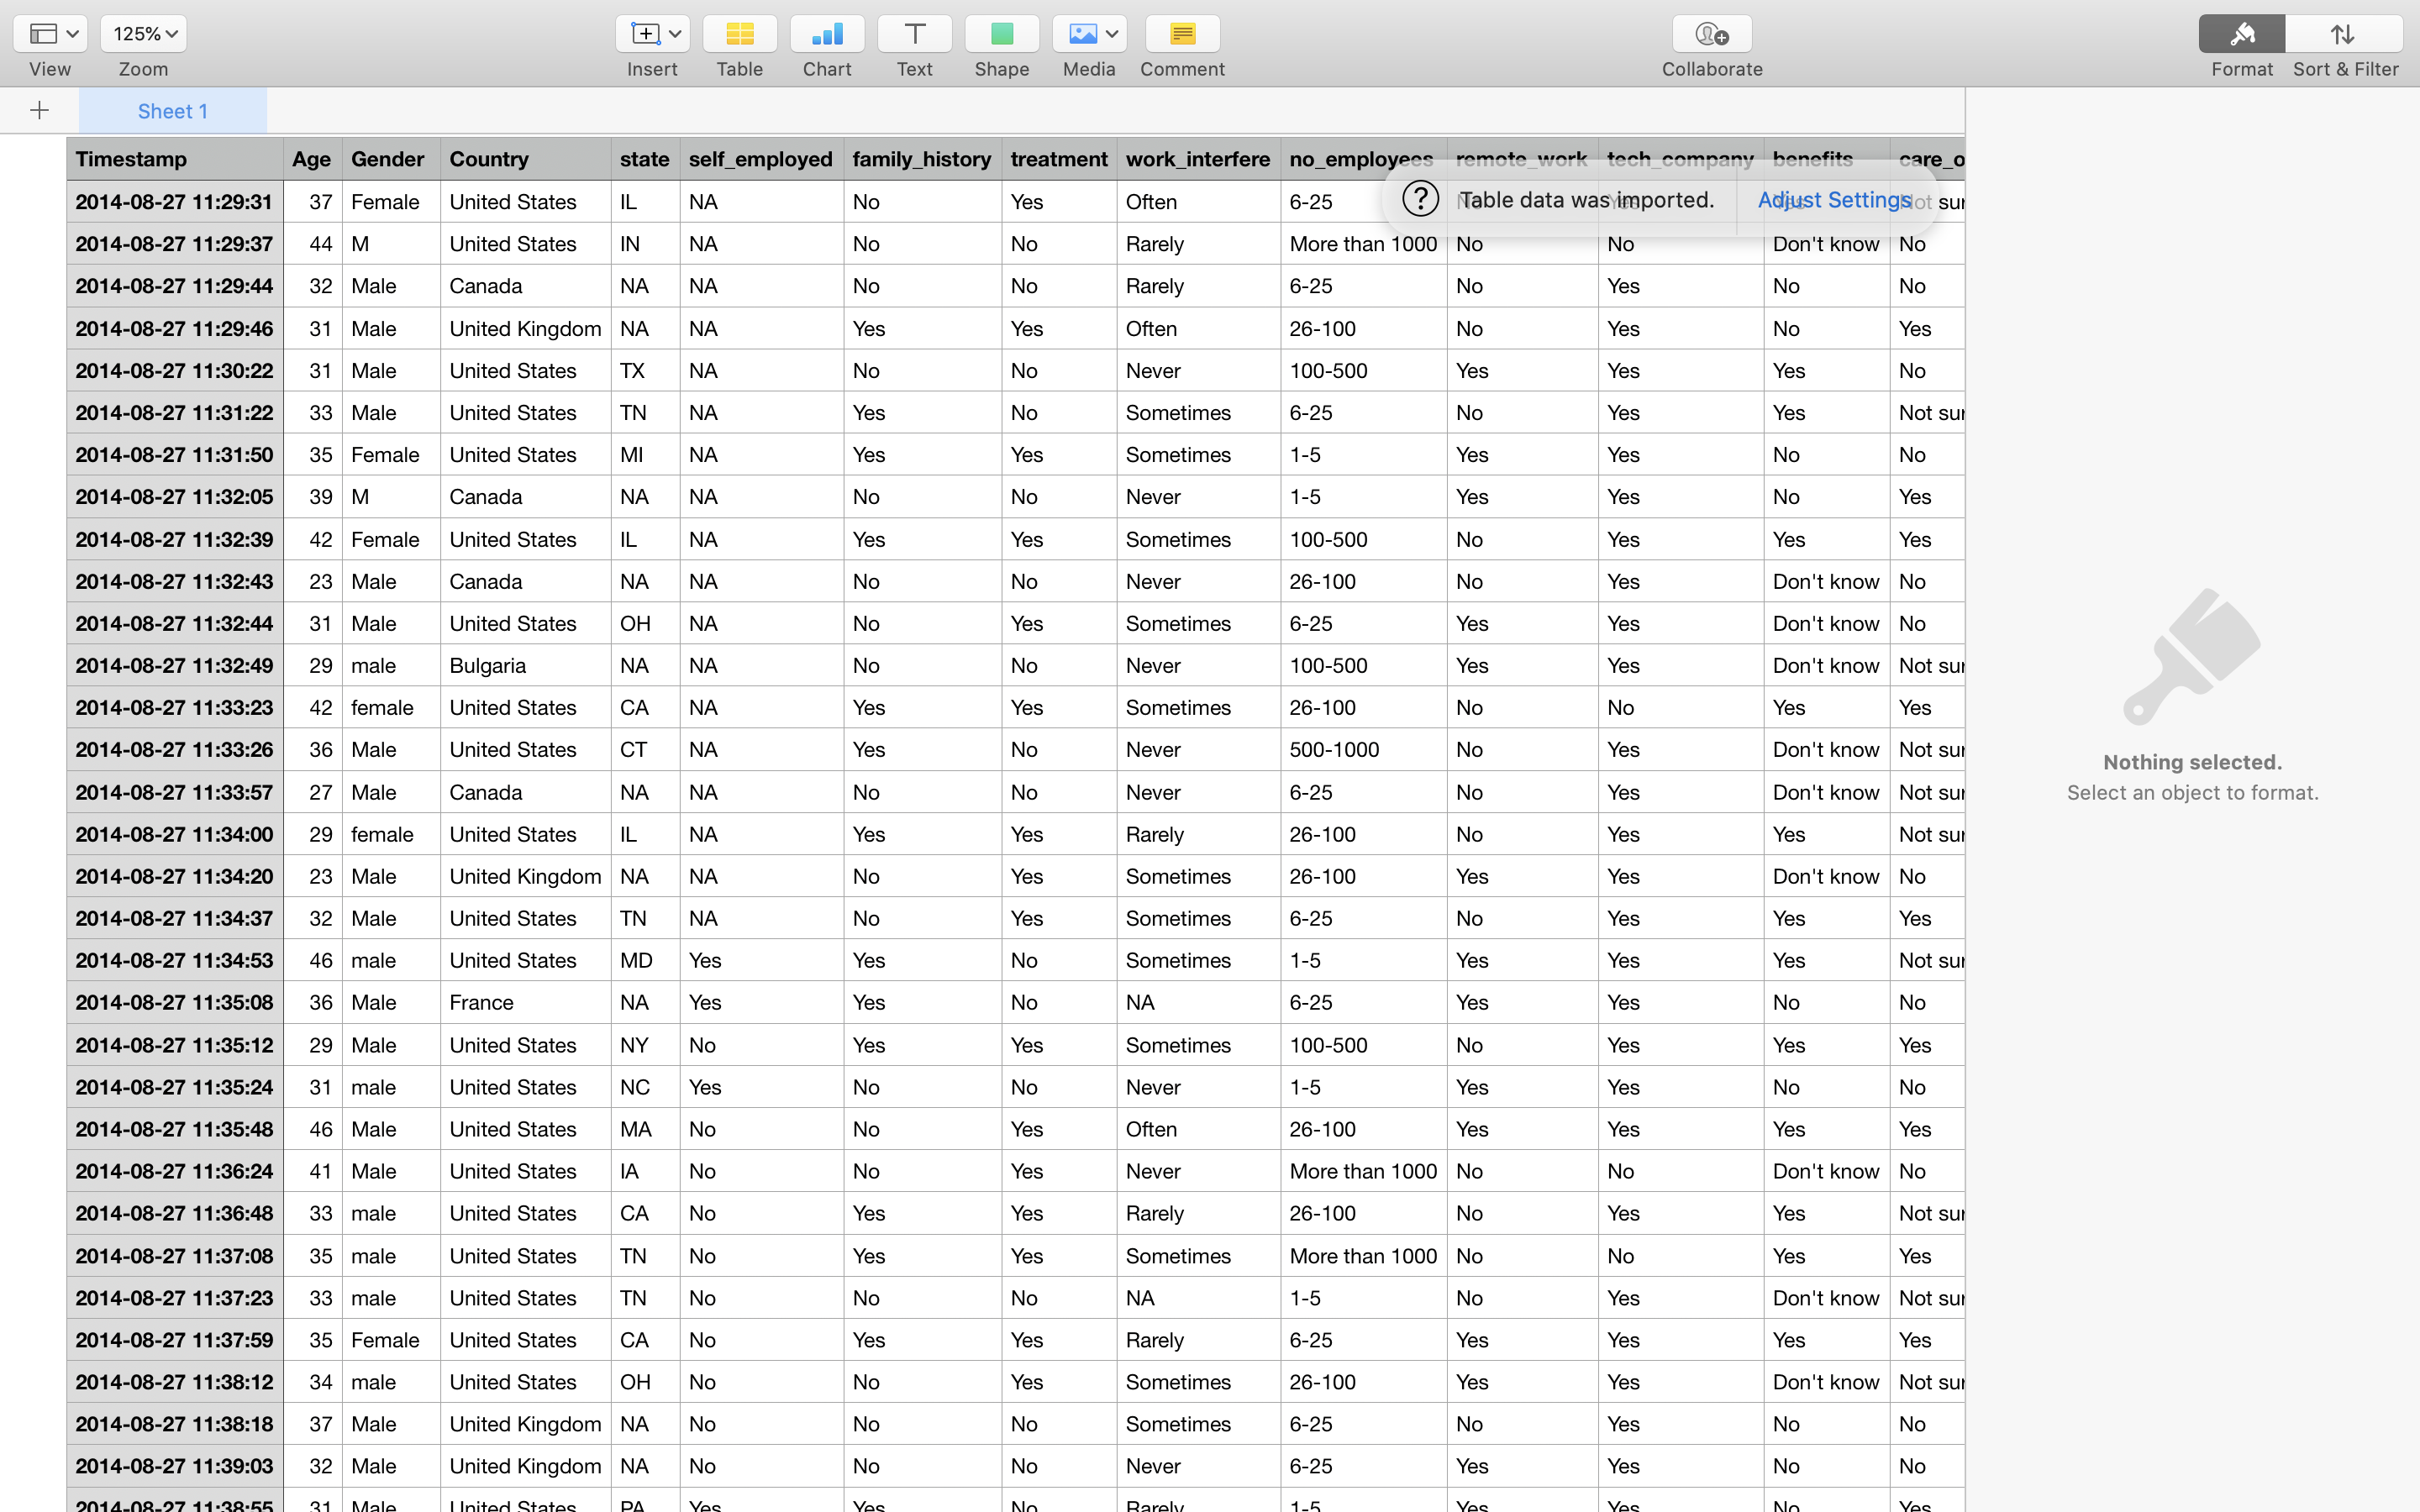 125%
View Zoom Insert Table Chart Text Shape Media Comment Collaborate Format Sort & Filter
Sheet 1
Timestamp Age Gender Country state self_employed family_history treatment work_interfere no_employees remote_work tech_company benefits care_o
Table data was imported. Adjust Settings
2014-08-27 11:29:31 37 Female United States IL NA No Yes Often 6-25 Yes Yes Not sur
2014-08-27 11:29:37 44 M United States IN NA No No Rarely More than 1000 No No Don't know No
2014-08-27 11:29:44 32 Male Canada NA NA No No Rarely 6-25 No Yes No No
2014-08-27 11:29:46 31 Male United Kingdom NA NA Yes Yes Often 26-100 No Yes No Yes
2014-08-27 11:30:22 31 Male United States TX NA No No Never 100-500 Yes Yes Yes No
2014-08-27 11:31:22 33 Male United States TN NA Yes No Sometimes 6-25 No Yes Yes Not sur
2014-08-27 11:31:50 35 Female United States MI NA Yes Yes Sometimes 1-5 Yes Yes No No
2014-08-27 11:32:05 39 M Canada NA NA No No Never 1-5 Yes Yes No Yes
2014-08-27 11:32:39 42 Female United States IL NA Yes Yes Sometimes 100-500 No Yes Yes Yes
2014-08-27 11:32:43 23 Male Canada NA NA No No Never 26-100 No Yes Don't know No
2014-08-27 11:32:44 31 Male United States OH NA No Yes Sometimes 6-25 Yes Yes Don't know No
2014-08-27 11:32:49 29 male Bulgaria NA NA No No Never 100-500 Yes Yes Don't know Not sur
2014-08-27 11:33:23 42 female United States CA NA Yes Yes Sometimes 26-100 No No Yes Yes
2014-08-27 11:33:26 36 Male United States CT NA Yes No Never 500-1000 No Yes Don't know Not sur
2014-08-27 11:33:57 27 Male Canada NA NA No No Never 6-25 No Yes Don't know Not sur
2014-08-27 11:34:00 29 female United States IL NA Yes Yes Rarely 26-100 No Yes Yes Not sur
2014-08-27 11:34:20 23 Male United Kingdom NA NA No Yes Sometimes 26-100 Yes Yes Don't know No
2014-08-27 11:34:37 32 Male United States TN NA No Yes Sometimes 6-25 No Yes Yes Yes
2014-08-27 11:34:53 46 male United States MD Yes Yes No Sometimes 1-5 Yes Yes Yes Not sur
2014-08-27 11:35:08 36 Male France NA Yes Yes No NA 6-25 Yes Yes No No
2014-08-27 11:35:12 29 Male United States NY No Yes Yes Sometimes 100-500 No Yes Yes Yes
2014-08-27 11:35:24 31 male United States NC Yes No No Never 1-5 Yes Yes No No
2014-08-27 11:35:48 46 Male United States MA No No Yes Often 26-100 Yes Yes Yes Yes
2014-08-27 11:36:24 41 Male United States IA No No Yes Never More than 1000 No No Don't know No
2014-08-27 11:36:48 33 male United States CA No Yes Yes Rarely 26-100 No Yes Yes Not sur
2014-08-27 11:37:08 35 male United States TN No Yes Yes Sometimes More than 1000 No No Yes Yes
2014-08-27 11:37:23 33 male United States TN No No No NA 1-5 No Yes Don't know Not sur
2014-08-27 11:37:59 35 Female United States CA No Yes Yes Rarely 6-25 Yes Yes Yes Yes
2014-08-27 11:38:12 34 male United States OH No No Yes Sometimes 26-100 Yes Yes Don't know Not sur
2014-08-27 11:38:18 37 Male United Kingdom NA No No No Sometimes 6-25 No Yes No No
2014-08-27 11:39:03 32 Male United Kingdom NA No No No Never 6-25 Yes Yes No No
2014-08-27 11:38:55 31 Male United States PA Yes Yes No Rarely 1-5 Yes Yes No Yes
Nothing selected.
Select an object to format.